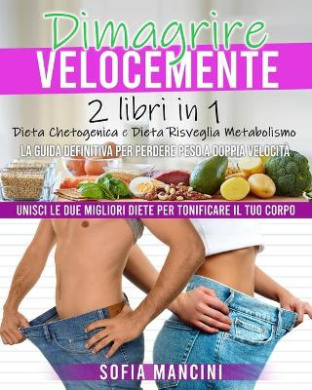 Dimagrire
VELOCEMENTE
2 libri in 1
Dieta Chetogenica e Dieta Risveglia Metabolismo
LA GUIDA DEFINITIVA PER PERDERE PESO A DOPPIA VELOCITÀ
UNISCI LE DUE MIGLIORI DIETE PER TONIFICARE IL TUO CORPO
SOFIA MANCINI